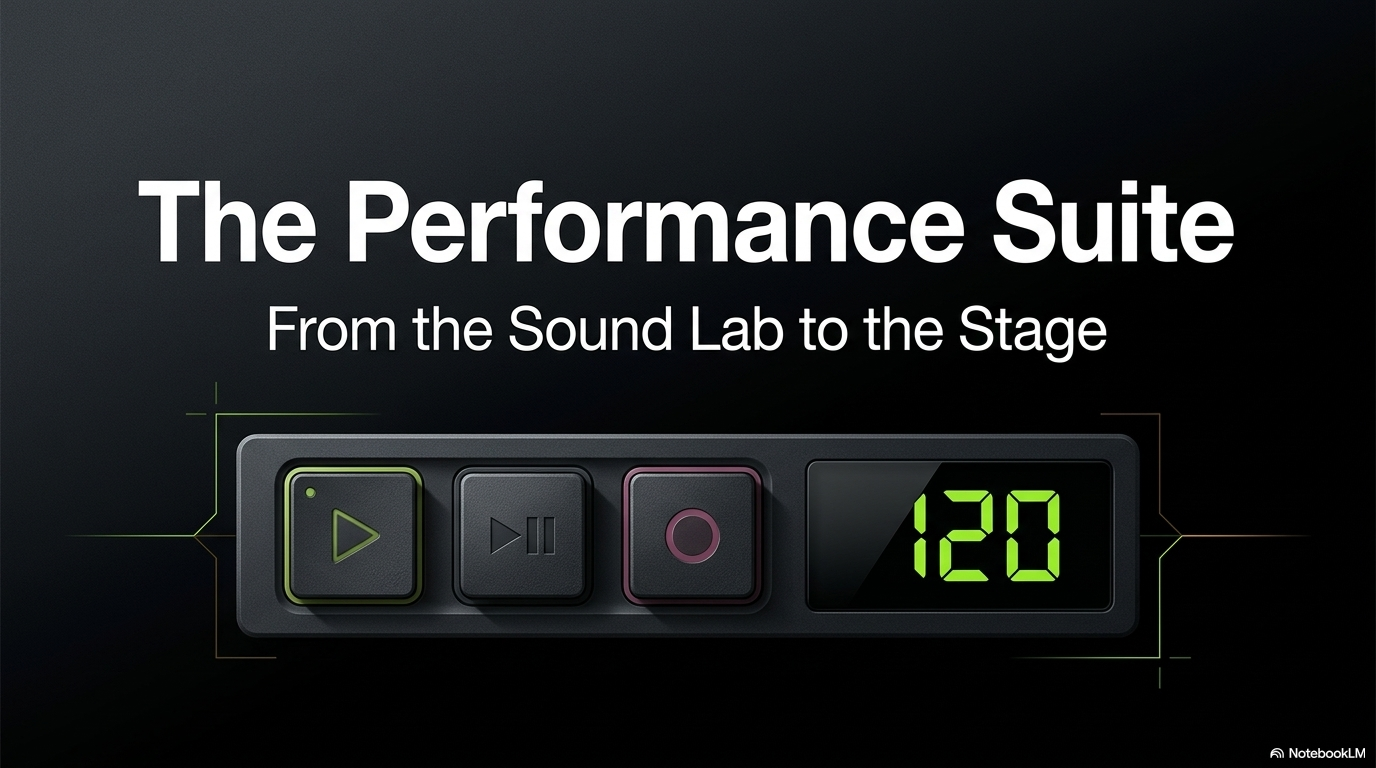 The Performance Suite
From the Sound Lab to the Stage
120
NotebookLM